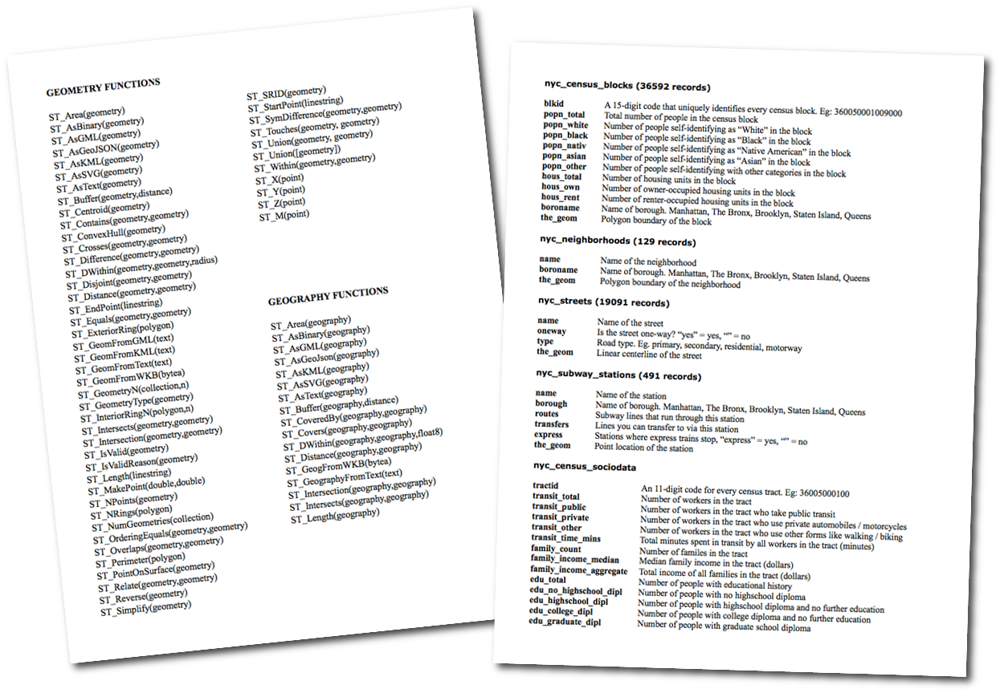 GEOMETRY FUNCTIONS
ST_Area(geometry)
ST_AsBinary(geometry)
ST_AsGML(geometry)
ST_AsGeoJSON(geometry)
ST_AsKML(geometry)
ST_AsSVG(geometry)
ST_AsText(geometry)
ST_Buffer(geometry,distance)
ST_Centroid(geometry)
ST_Contains(geometry,geometry)
ST_ConvexHull(geometry)
ST_Crosses(geometry,geometry)
ST_Difference(geometry,geometry)
ST_DWithin(geometry,geometry,radius)
ST_Disjoint(geometry,geometry)
ST_Distance(geometry,geometry)
ST_EndPoint(linestring)
ST_Equals(geometry,geometry)
ST_ExteriorRing(polygon)
ST_GeomFromGML(text)
ST_GeomFromKML(text)
ST_GeomFromText(text)
ST_GeomFromWKB(bytea)
ST_GeometryN(collection,n)
ST_GeometryType(geometry)
ST_InteriorRingN(polygon,n)
ST_Intersects(geometry,geometry)
ST_Intersection(geometry,geometry)
ST_IsValid(geometry)
ST_IsValidReason(geometry)
ST_Length(linestring)
ST_MakePoint(double,double)
ST_NPoints(geometry)
ST_NRings(polygon)
ST_NumGeometries(collection)
ST_OrderingEquals(geometry,geometry)
ST_Overlaps(geometry,geometry)
ST_Perimeter(polygon)
ST_PointOnSurface(geometry)
ST_Relate(geometry,geometry)
ST_Reverse(geometry)
ST_Simplify(geometry)
ST_SRID(geometry)
ST_StartPoint(linestring)
ST_SymDifference(geometry,geometry)
ST_Touches(geometry, geometry)
ST_Union(geometry, geometry)
ST_Union([geometry])
ST_Within(geometry,geometry)
ST_X(point)
ST_Y(point)
ST_Z(point)
ST_M(point)
GEOGRAPHY FUNCTIONS
ST_Area(geography)
ST_AsBinary(geography)
ST_AsGML(geography)
ST_AsGeoJson(geography)
ST_AsKML(geography)
ST_AsSVG(geography)
ST_AsText(geography)
ST_Buffer(geography,distance)
ST_CoveredBy(geography,geography)
ST_Covers(geography,geography)
ST_DWithin(geography,geography,float8)
ST_Distance(geography,geography)
ST_GeogFromWKB(bytea)
ST_GeographyFromText(text)
ST_Intersection(geography,geography)
ST_Intersects(geography,geography)
ST_Length(geography)
nyc_census_blocks (36592 records)
blkid A 15-digit code that uniquely identifies every census block. Eg: 360050001009000
popn_total Total number of people in the census block
popn_white Number of people self-identifying as “White” in the block
popn_black Number of people self-identifying as “Black” in the block
popn_nativ Number of people self-identifying as “Native American” in the block
popn_asian Number of people self-identifying as “Asian” in the block
popn_other Number of people self-identifying with other categories in the block
hous_total Number of housing units in the block
hous_own Number of owner-occupied housing units in the block
hous_rent Number of renter-occupied housing units in the block
boroname Name of borough. Manhattan, The Bronx, Brooklyn, Staten Island, Queens
the_geom Polygon boundary of the block
nyc_neighborhoods (129 records)
name Name of the neighborhood
boroname Name of borough. Manhattan, The Bronx, Brooklyn, Staten Island, Queens
the_geom Polygon boundary of the neighborhood
nyc_streets (19091 records)
name Name of the street
oneway Is the street one-way? “yes” = yes, “” = no
type Road type. Eg. primary, secondary, residential, motorway
the_geom Linear centerline of the street
nyc_subway_stations (491 records)
name Name of the station
borough Name of borough. Manhattan, The Bronx, Brooklyn, Staten Island, Queens
routes Subway lines that run through this station
transfers Lines you can transfer to via this station
express Stations where express trains stop, “express” = yes, “” = no
the_geom Point location of the station
nyc_census_sociodata
tractid An 11-digit code for every census tract. Eg: 36005000100
transit_total Number of workers in the tract
transit_public Number of workers in the tract who take public transit
transit_private Number of workers in the tract who use private automobiles / motorcycles
transit_other Number of workers in the tract who use other forms like walking / biking
transit_time_mins Total minutes spent in transit by all workers in the tract (minutes)
family_count Number of familes in the tract
family_income_median Median family income in the tract (dollars)
family_income_aggregate Total income of all families in the tract (dollars)
edu_total Number of people with educational history
edu_no_highschool_dipl Number of people with no highschool diploma
edu_highschool_dipl Number of people with highschool diploma and no further education
edu_college_dipl Number of people with college diploma and no further education
edu_graduate_dipl Number of people with graduate school diploma